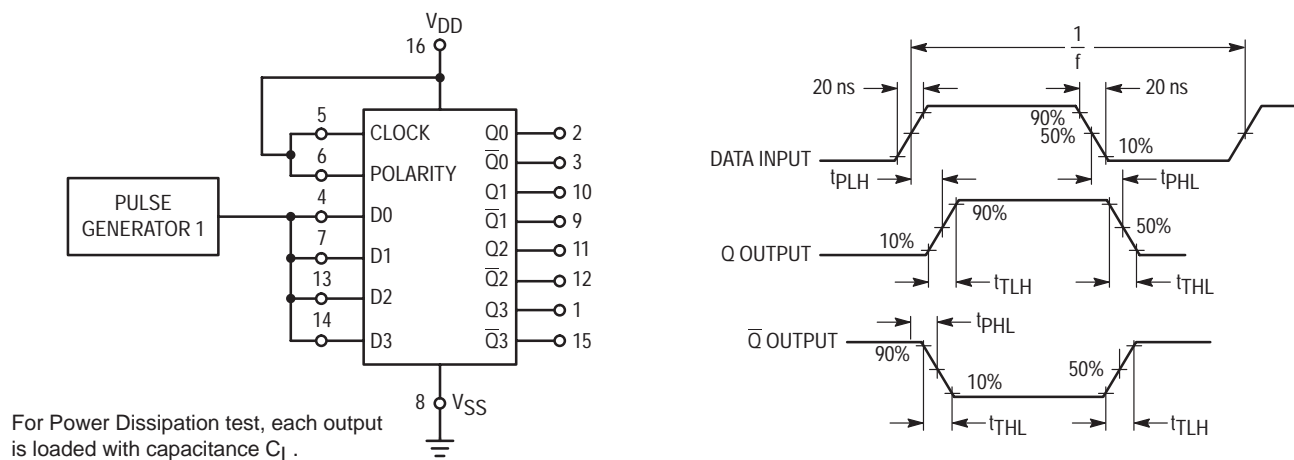 VDD
16
5
CLOCK
6
POLARITY
PULSE
GENERATOR 1
4
D0
7
D1
13
D2
14
D3
Q0 2
Q̅0 3
Q1 10
Q̅1 9
Q2 11
Q̅2 12
Q3 1
Q̅3 15
8 VSS
For Power Dissipation test, each output
is loaded with capacitance CL.
1
f
20 ns
20 ns
90%
50%
10%
DATA INPUT
tPLH
tPHL
90%
50%
10%
Q OUTPUT
tTLH
tTHL
tPHL
Q̅ OUTPUT
90%
10%
50%
tTHL
tTLH